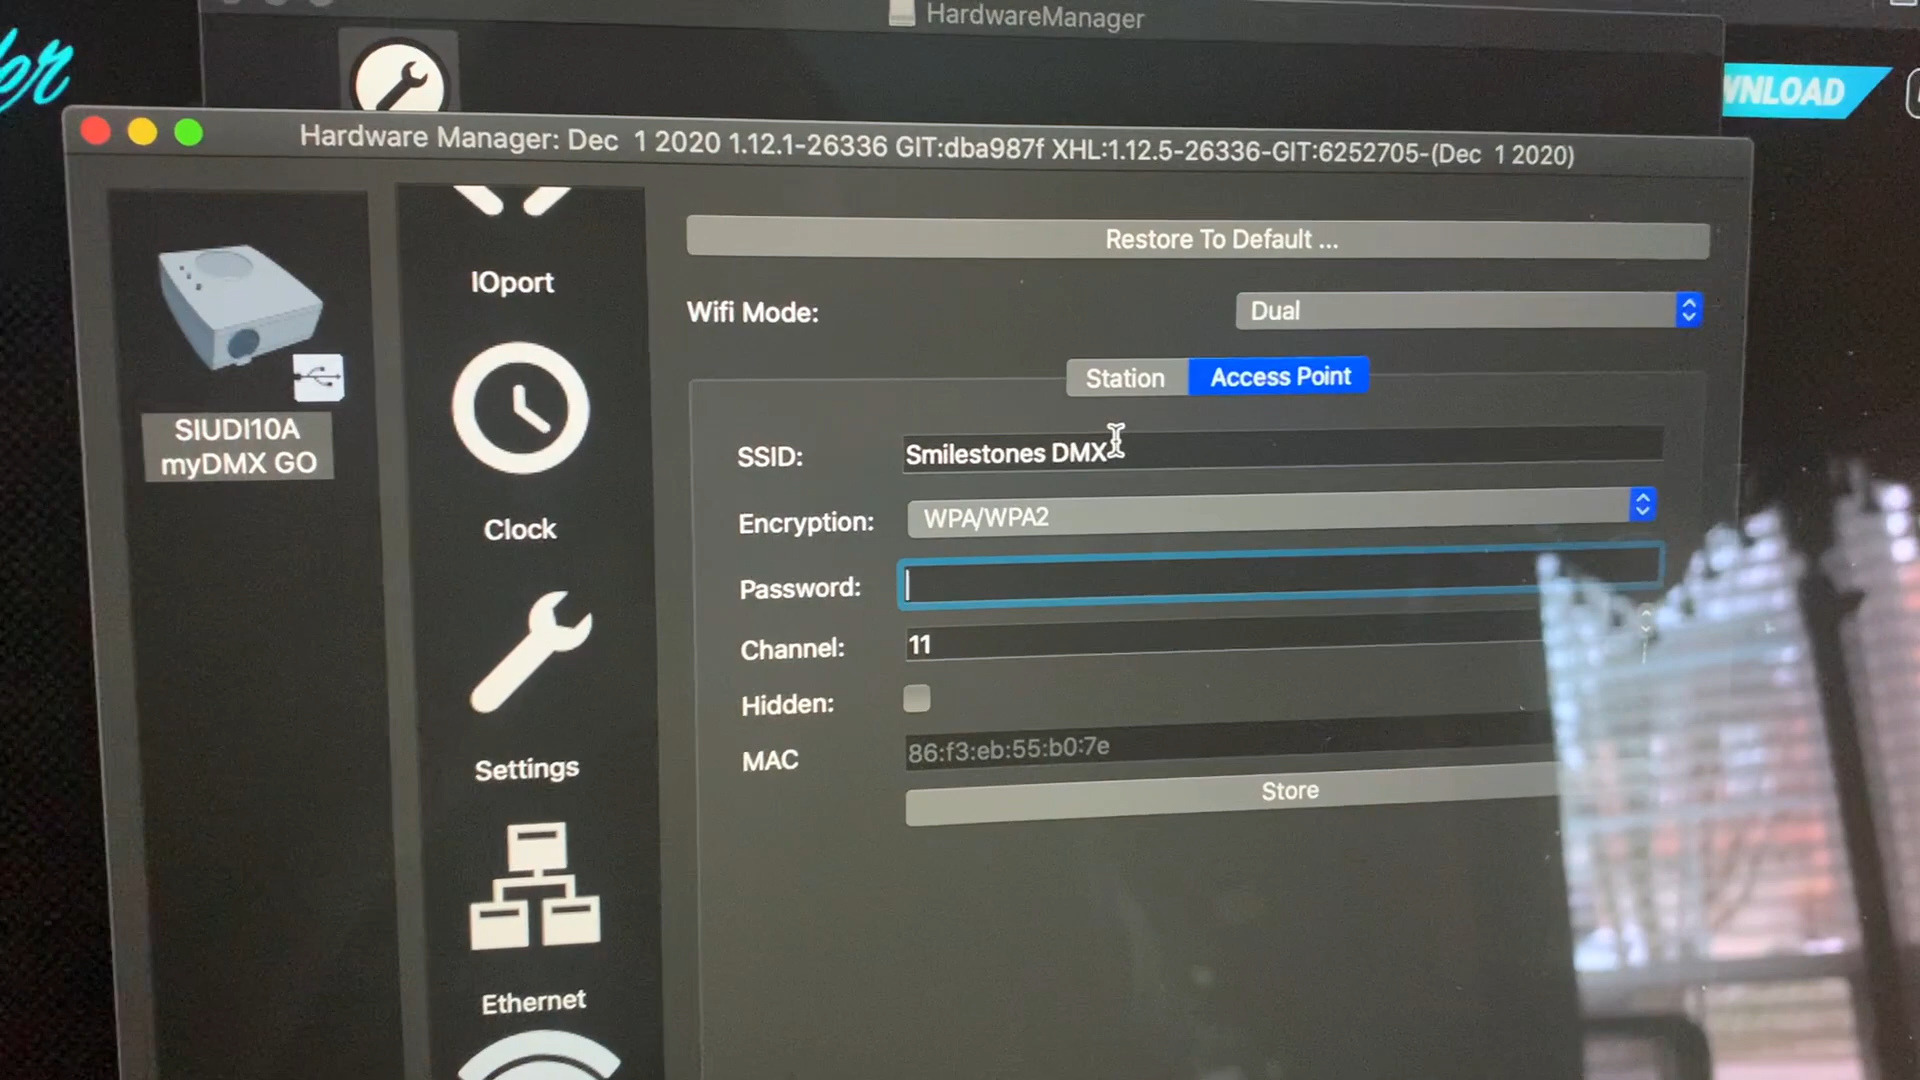 HardwareManager
Hardware Manager: Dec 1 2020 1.12.1-26336 GIT:dba987f XHL:1.12.5-26336-GIT:6252705-(Dec 1 2020)
SIUDI10A
myDMX GO
IOport
Clock
Settings
Ethernet
Restore To Default ...
Wifi Mode:
Dual
Station
Access Point
SSID:
Smilestones DMX
Encryption:
WPA/WPA2
Password:
Channel:
11
Hidden:
MAC
86:f3:eb:55:b0:7e
Store